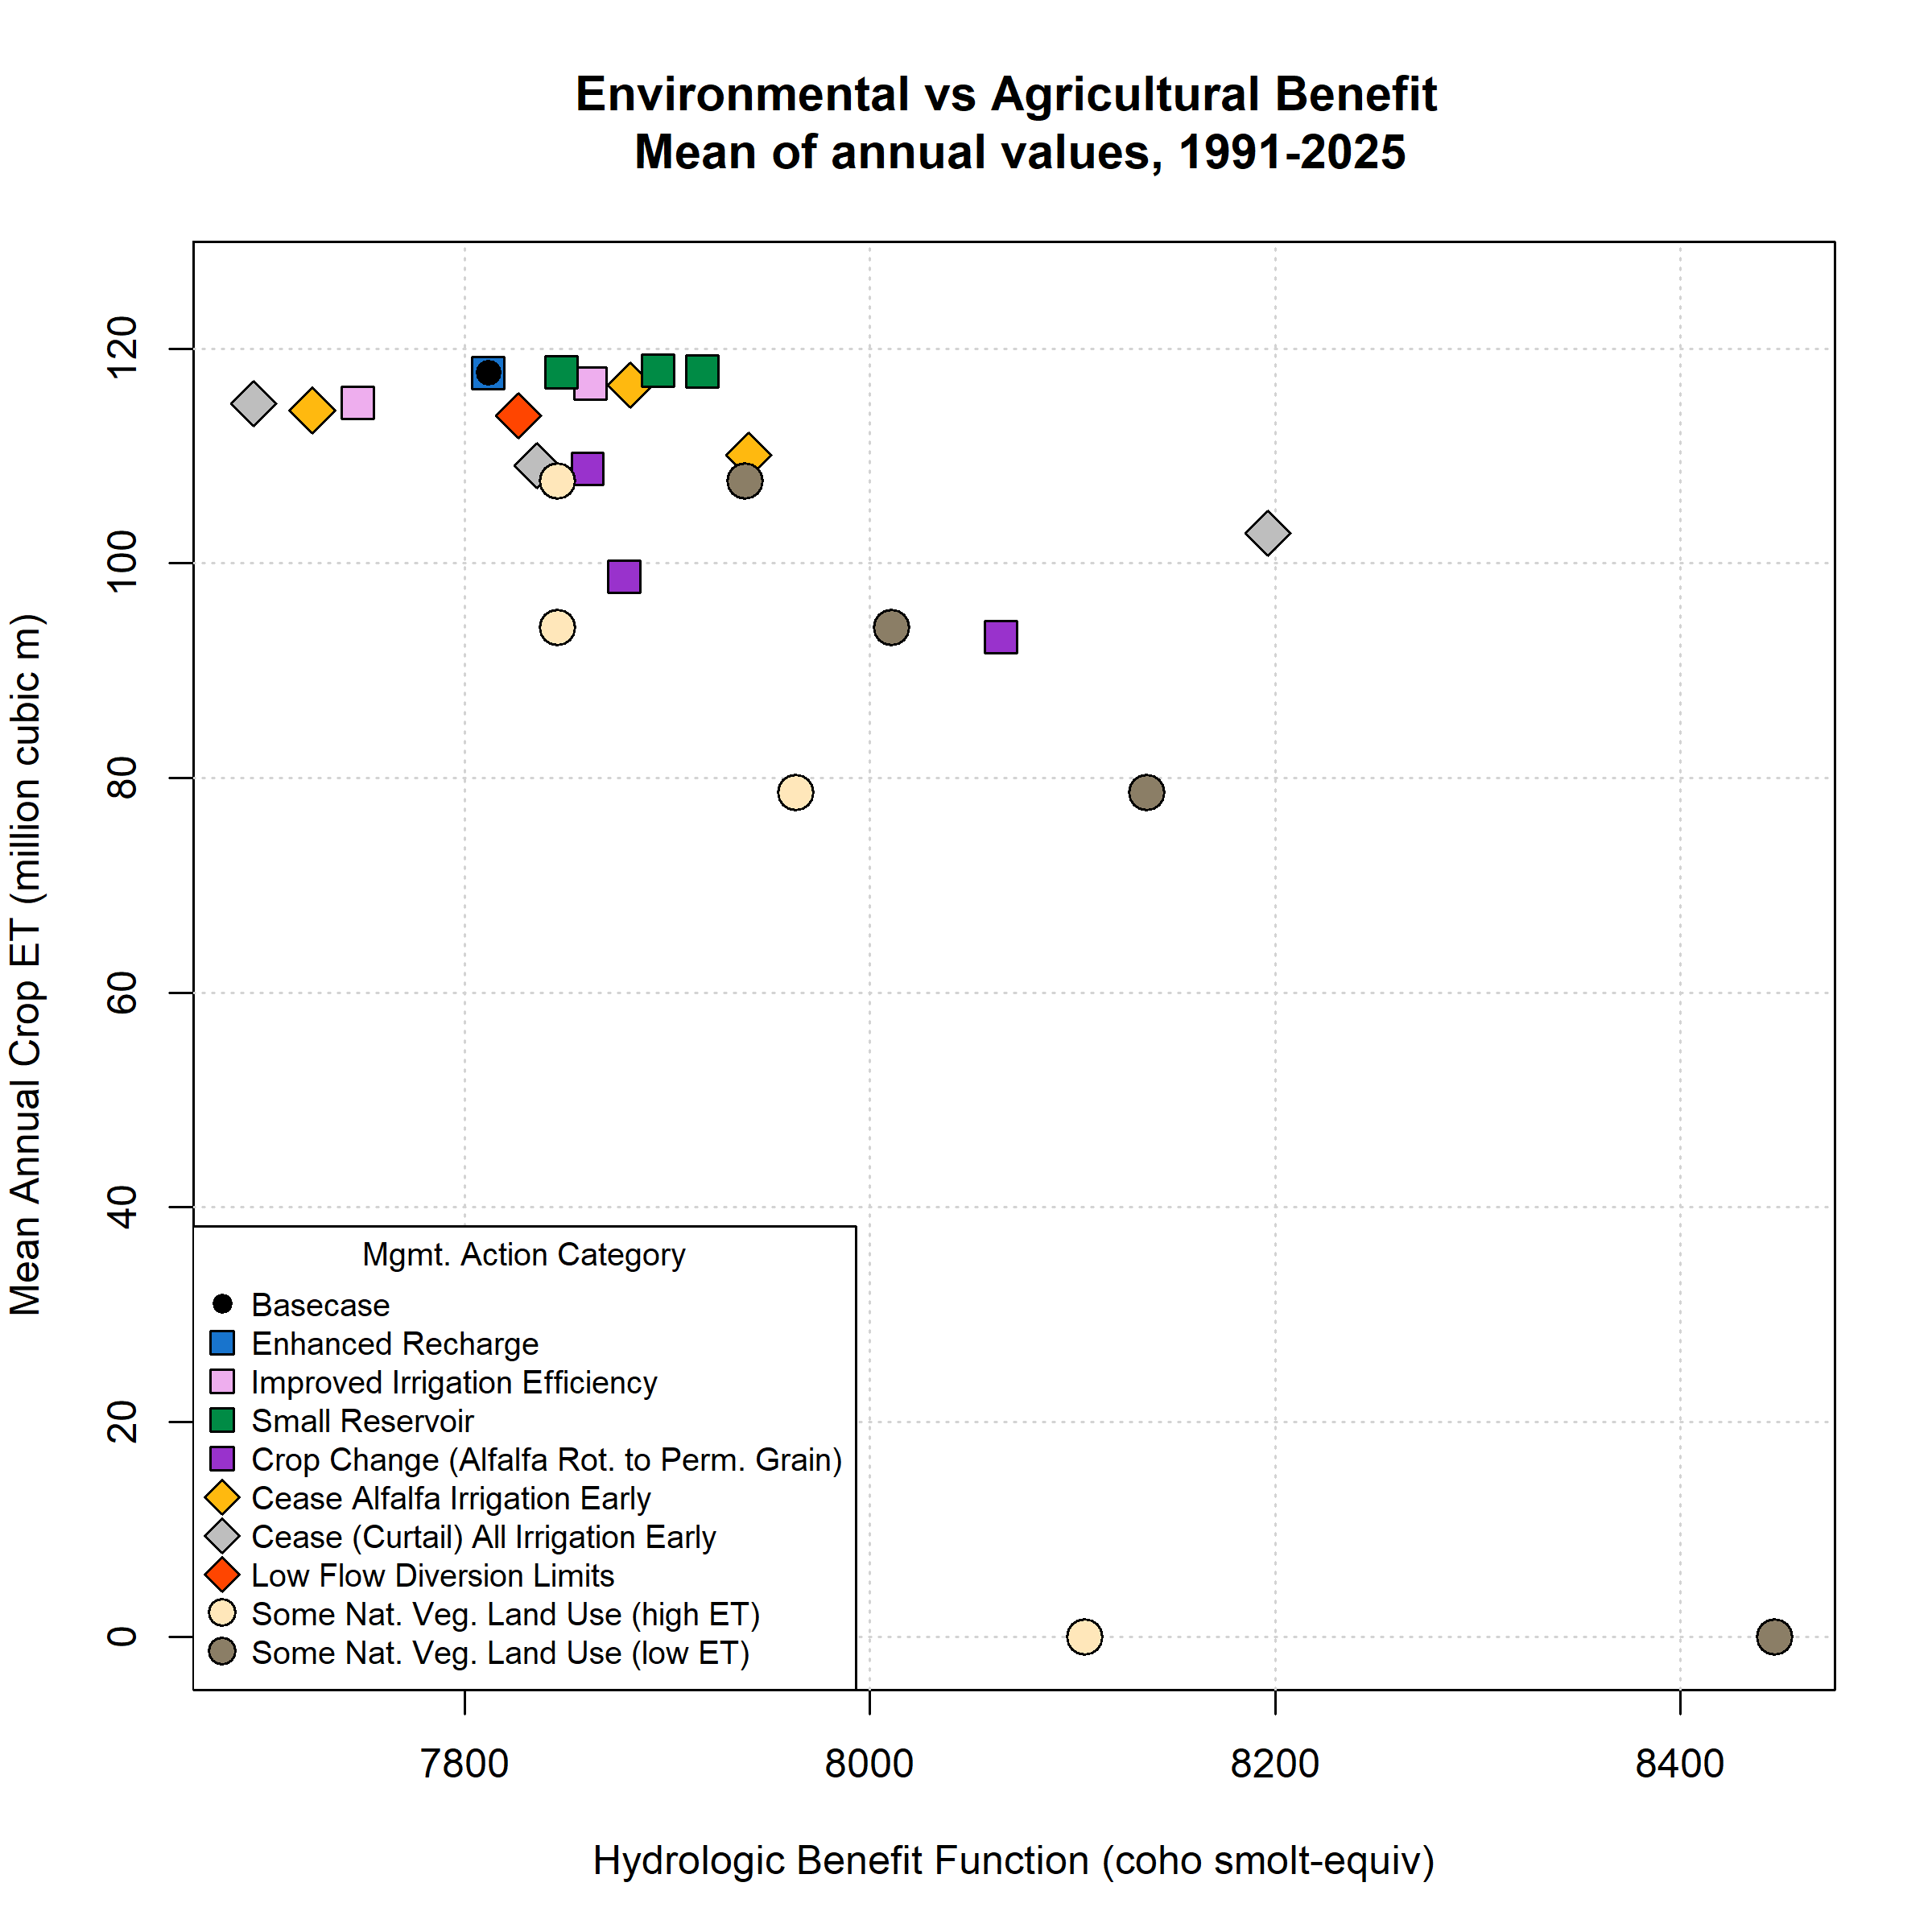 Environmental vs Agricultural Benefit
Mean of annual values, 1991-2025
Mean Annual Crop ET (million cubic m)
120
100
80
60
40
20
0
Mgmt. Action Category
Basecase
Enhanced Recharge
Improved Irrigation Efficiency
Small Reservoir
Crop Change (Alfalfa Rot. to Perm. Grain)
Cease Alfalfa Irrigation Early
Cease (Curtail) All Irrigation Early
Low Flow Diversion Limits
Some Nat. Veg. Land Use (high ET)
Some Nat. Veg. Land Use (low ET)
7800 8000 8200 8400
Hydrologic Benefit Function (coho smolt-equiv)